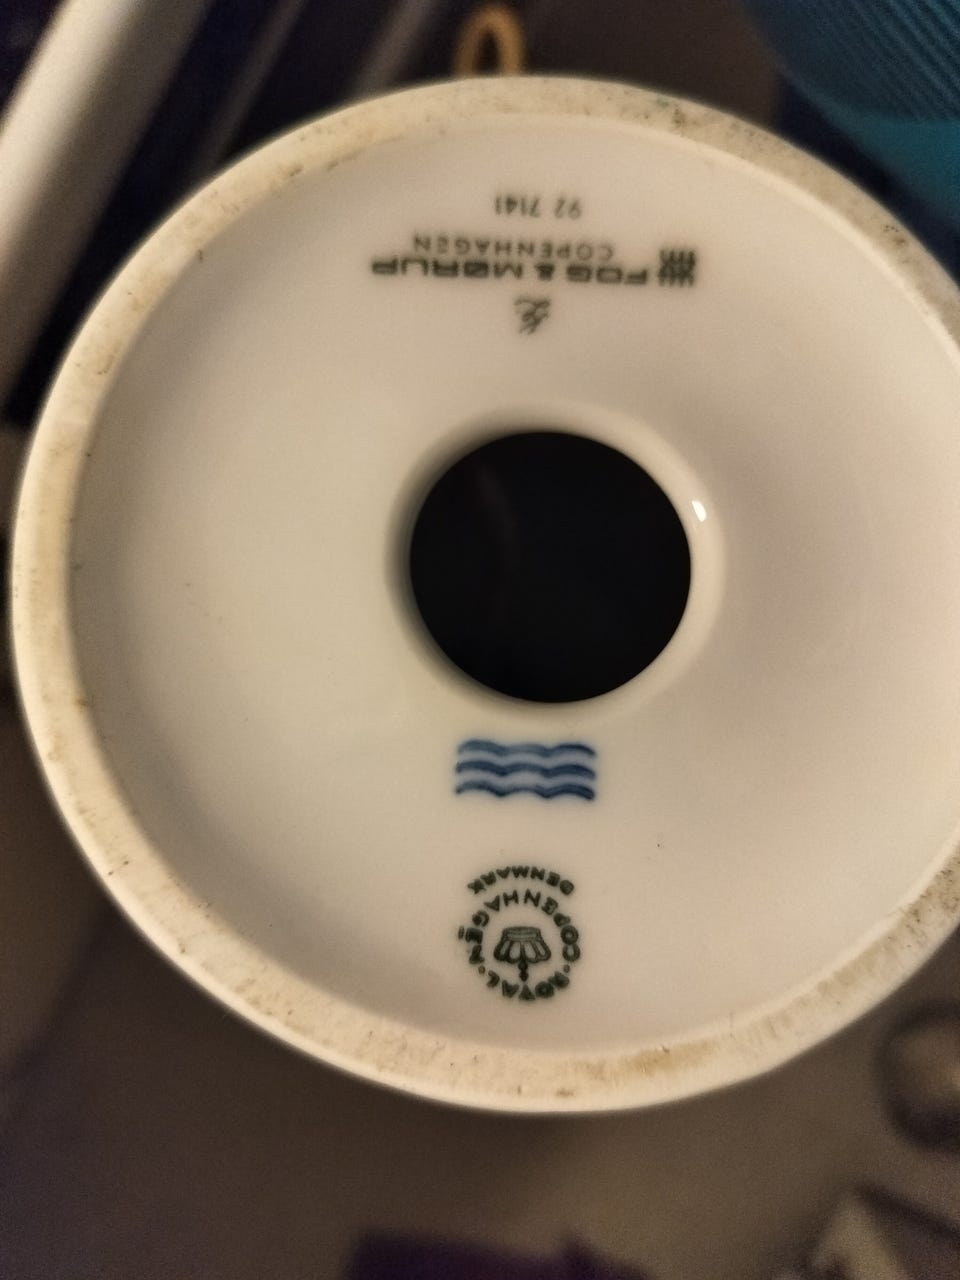 ROYAL · COPENHAGEN ·
DENMARK
FOG & MØRUP
COPENHAGEN
92 7141